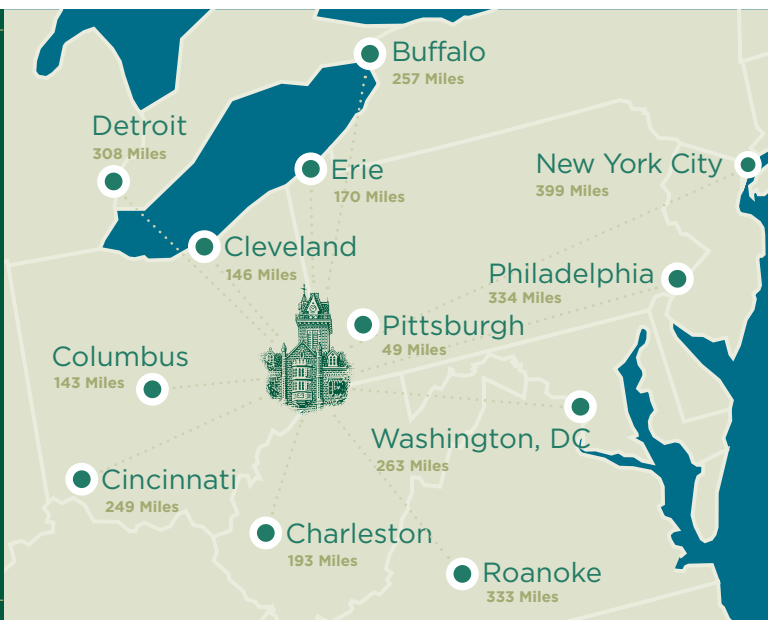 Buffalo
257 Miles
Detroit
308 Miles
Erie
170 Miles
New York City
399 Miles
Cleveland
146 Miles
Philadelphia
334 Miles
Pittsburgh
49 Miles
Columbus
143 Miles
Washington, DC
263 Miles
Cincinnati
249 Miles
Charleston
193 Miles
Roanoke
333 Miles